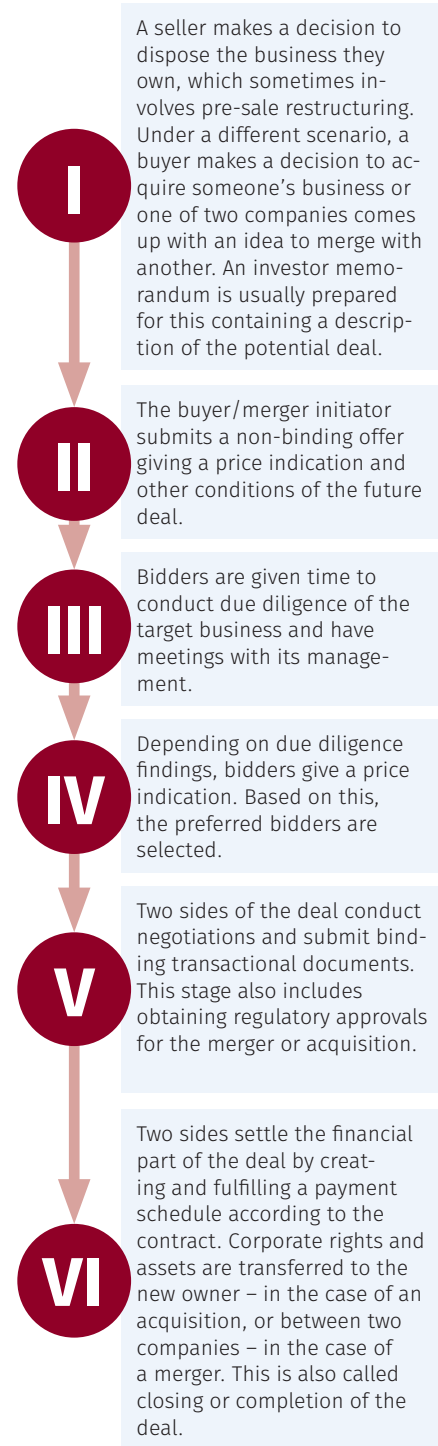 I
A seller makes a decision to
dispose the business they
own, which sometimes in-
volves pre-sale restructuring.
Under a different scenario, a
buyer makes a decision to ac-
quire someone’s business or
one of two companies comes
up with an idea to merge with
another. An investor memo-
randum is usually prepared
for this containing a descrip-
tion of the potential deal.
II
The buyer/merger initiator
submits a non-binding offer
giving a price indication and
other conditions of the future
deal.
III
Bidders are given time to
conduct due diligence of the
target business and have
meetings with its manage-
ment.
IV
Depending on due diligence
findings, bidders give a price
indication. Based on this,
the preferred bidders are
selected.
V
Two sides of the deal conduct
negotiations and submit bind-
ing transactional documents.
This stage also includes
obtaining regulatory approvals
for the merger or acquisition.
VI
Two sides settle the financial
part of the deal by creat-
ing and fulfilling a payment
schedule according to the
contract. Corporate rights and
assets are transferred to the
new owner – in the case of an
acquisition, or between two
companies – in the case of
a merger. This is also called
closing or completion of the
deal.